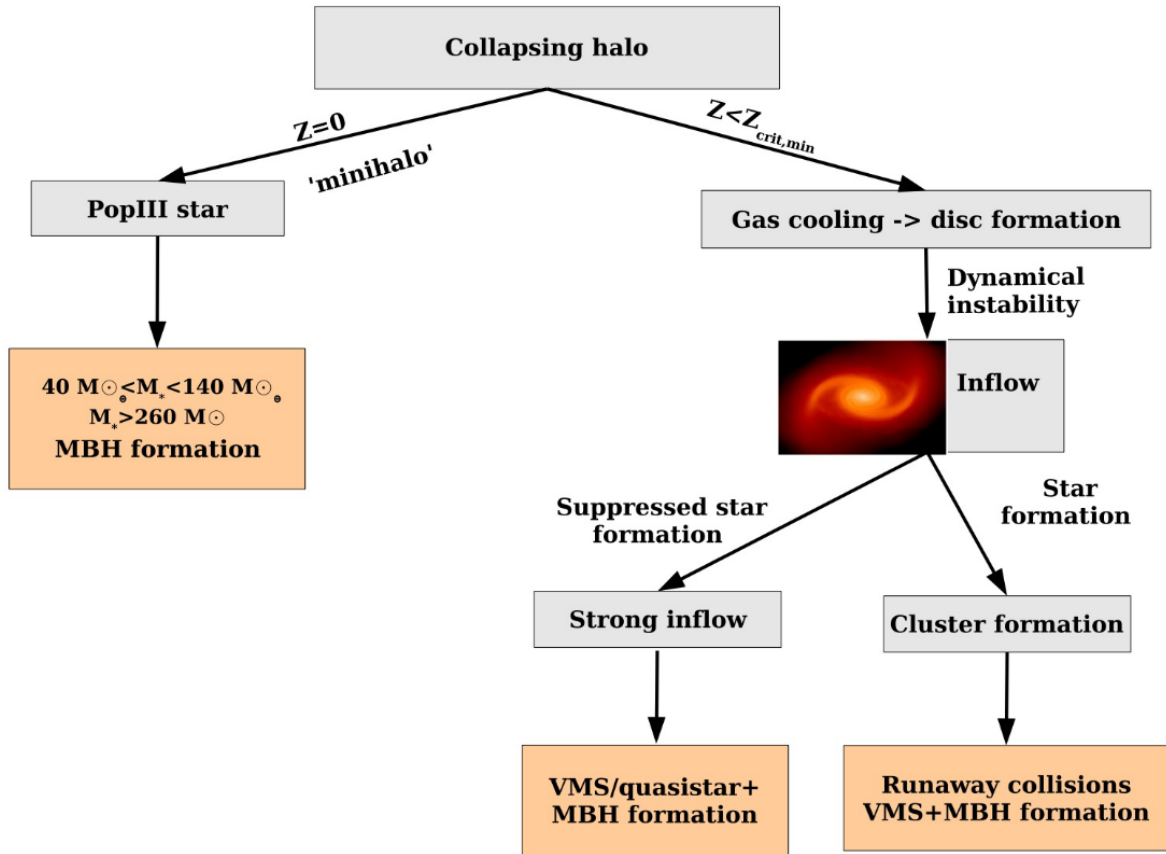 Collapsing halo
Z=0
Z<Z_crit,min
'minihalo'
PopIII star
Gas cooling -> disc formation
Dynamical
instability
40 M☉<M*<140 M☉
M*>260 M☉
MBH formation
Inflow
Suppressed star
formation
Star
formation
Strong inflow
Cluster formation
VMS/quasistar+
MBH formation
Runaway collisions
VMS+MBH formation